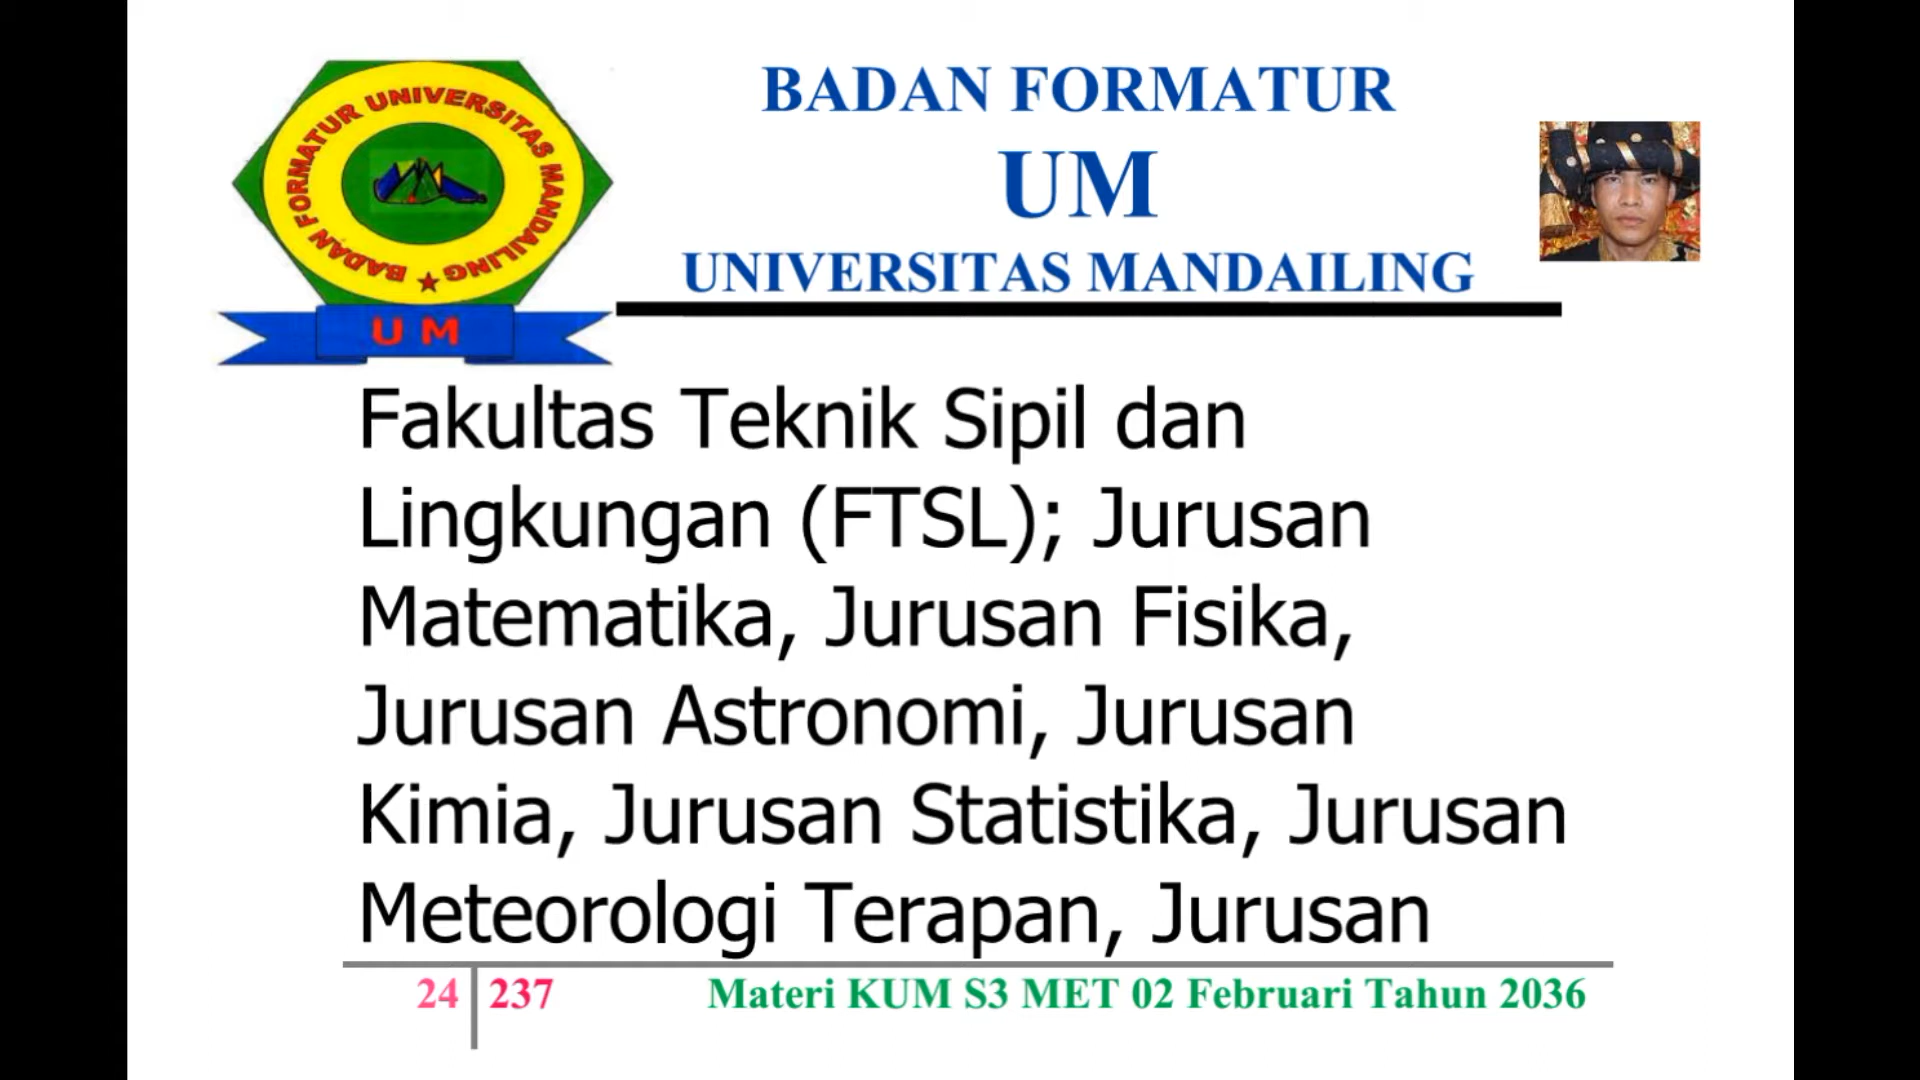 BADAN FORMATUR UNIVERSITAS MANDAILING
U M
BADAN FORMATUR
UM
UNIVERSITAS MANDAILING
Fakultas Teknik Sipil dan
Lingkungan (FTSL); Jurusan
Matematika, Jurusan Fisika,
Jurusan Astronomi, Jurusan
Kimia, Jurusan Statistika, Jurusan
Meteorologi Terapan, Jurusan
24 237 Materi KUM S3 MET 02 Februari Tahun 2036